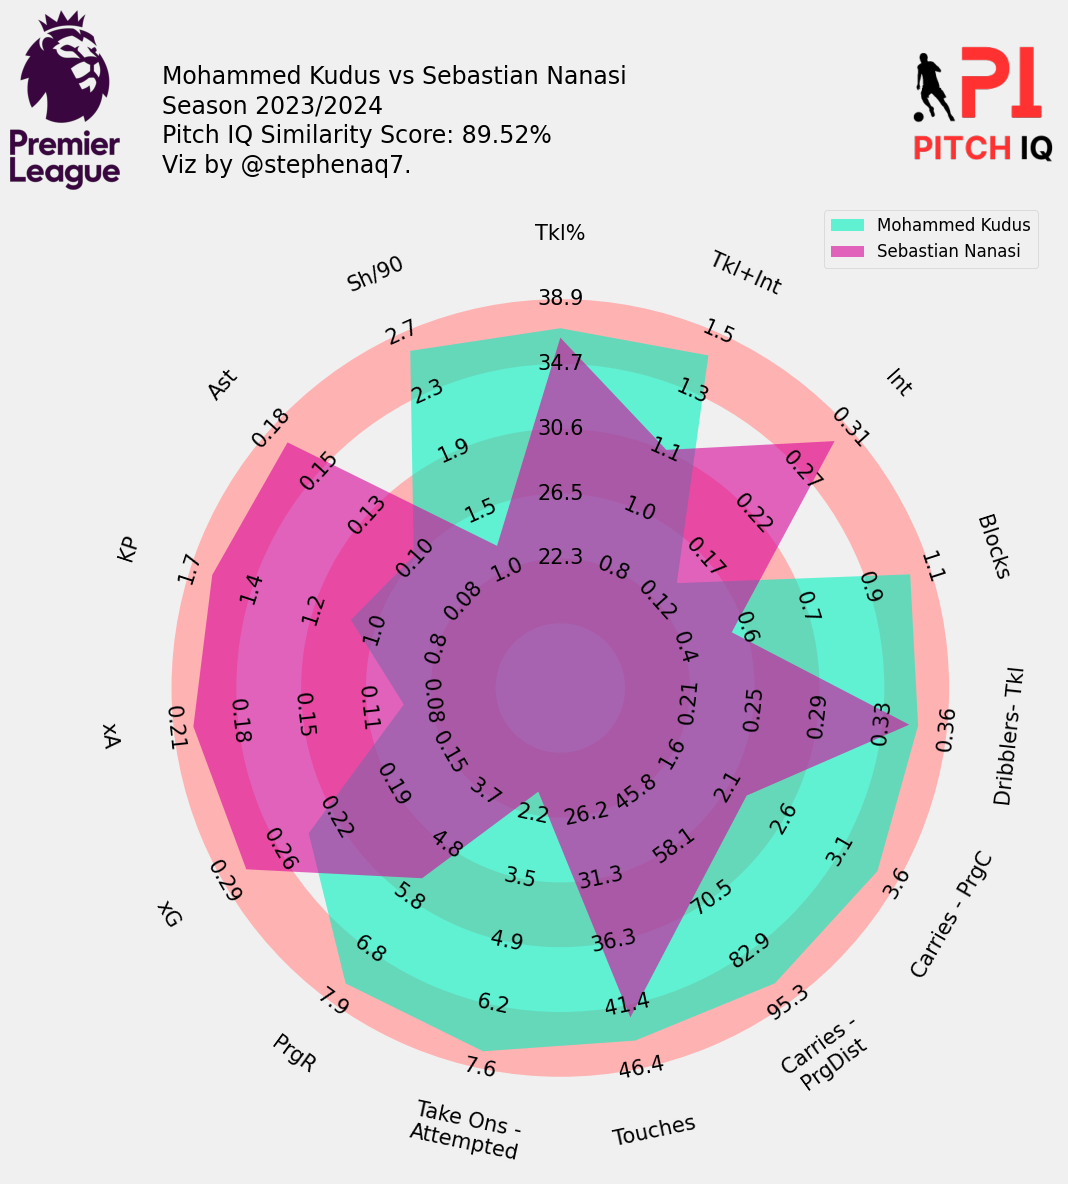 Premier
League
Mohammed Kudus vs Sebastian Nanasi
Season 2023/2024
Pitch IQ Similarity Score: 89.52%
Viz by @stephenaq7.
PI
PITCH IQ
Mohammed Kudus
Sebastian Nanasi
Tkl%
38.9
34.7
30.6
26.5
22.3
Tkl+Int
1.5
1.3
1.1
1.0
0.8
Int
0.31
0.27
0.22
0.17
0.12
Blocks
1.1
0.9
0.7
0.6
0.4
Dribblers- Tkl
0.36
0.33
0.29
0.25
0.21
Carries - PrgC
3.6
3.1
2.6
2.1
1.6
Carries -
PrgDist
95.3
82.9
70.5
58.1
45.8
Touches
46.4
41.4
36.3
31.3
26.2
Take Ons -
Attempted
7.6
6.2
4.9
3.5
2.2
PrgR
7.9
6.8
5.8
4.8
3.7
xG
0.29
0.26
0.22
0.19
0.15
xA
0.21
0.18
0.15
0.11
0.08
KP
1.7
1.4
1.2
1.0
0.8
Ast
0.18
0.15
0.13
0.10
0.08
Sh/90
2.7
2.3
1.9
1.5
1.0